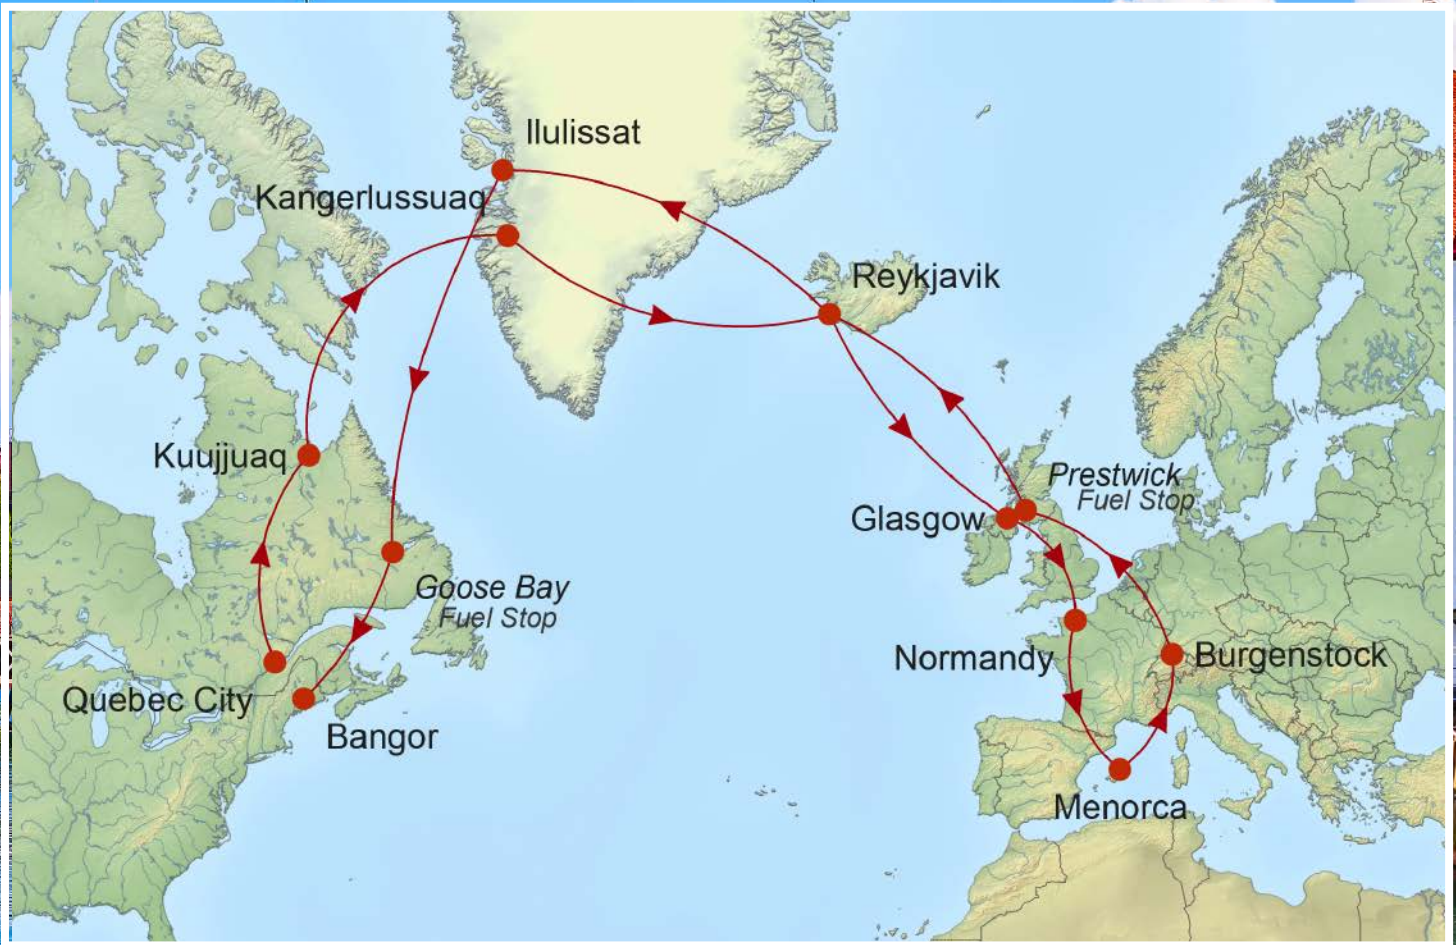 Ilulissat
Kangerlussuaq
Reykjavik
Kuujjuaq
Prestwick
Fuel Stop
Glasgow
Goose Bay
Fuel Stop
Normandy
Burgenstock
Quebec City
Bangor
Menorca